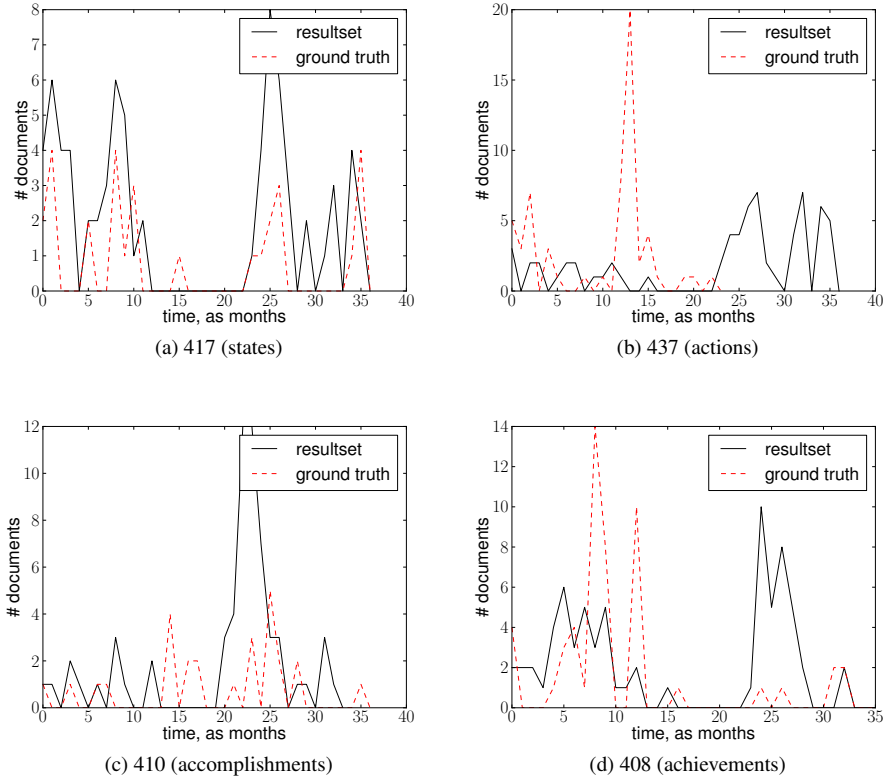 8
7
6
5
4
3
2
1
0
# documents
0 5 10 15 20 25 30 35 40
time, as months
resultset
ground truth
(a) 417 (states)
20
15
10
5
0
# documents
0 5 10 15 20 25 30 35 40
time, as months
resultset
ground truth
(b) 437 (actions)
12
10
8
6
4
2
0
# documents
0 5 10 15 20 25 30 35 40
time, as months
resultset
ground truth
(c) 410 (accomplishments)
14
12
10
8
6
4
2
0
# documents
0 5 10 15 20 25 30 35
time, as months
resultset
ground truth
(d) 408 (achievements)